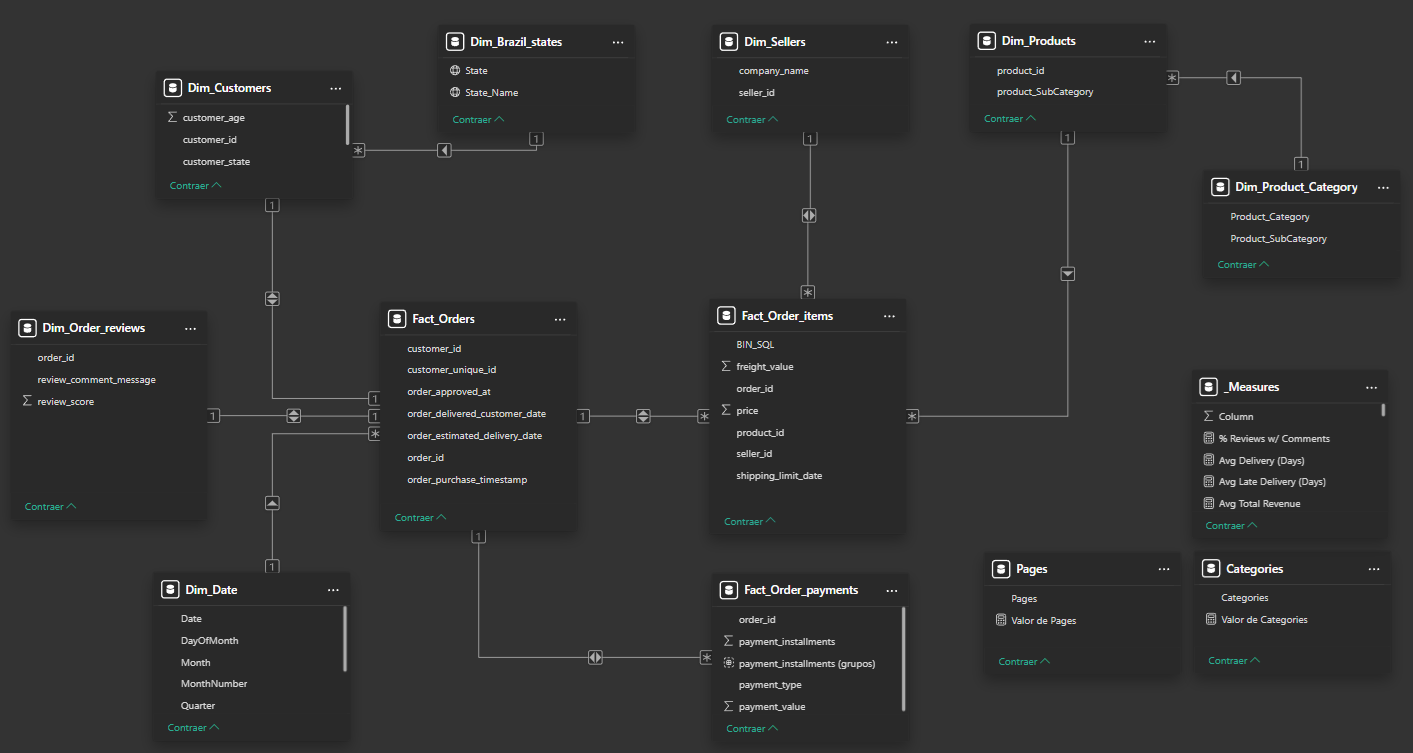 Dim_Customers
customer_age
customer_id
customer_state
Contraer
Dim_Brazil_states
State
State_Name
Contraer
Dim_Sellers
company_name
seller_id
Contraer
Dim_Products
product_id
product_SubCategory
Contraer
Dim_Product_Category
Product_Category
Product_SubCategory
Contraer
Dim_Order_reviews
order_id
review_comment_message
review_score
Contraer
Fact_Orders
customer_id
customer_unique_id
order_approved_at
order_delivered_customer_date
order_estimated_delivery_date
order_id
order_purchase_timestamp
Contraer
Fact_Order_items
BIN_SQL
freight_value
order_id
price
product_id
seller_id
shipping_limit_date
Contraer
_Measures
Column
% Reviews w/ Comments
Avg Delivery (Days)
Avg Late Delivery (Days)
Avg Total Revenue
Contraer
Dim_Date
Date
DayOfMonth
Month
MonthNumber
Quarter
Contraer
Fact_Order_payments
order_id
payment_installments
payment_installments (grupos)
payment_type
payment_value
Contraer
Pages
Pages
Valor de Pages
Contraer
Categories
Categories
Valor de Categories
Contraer
1
*
1
*
1
*
1
*
1
1
1
1
1
*
1
*
1
*